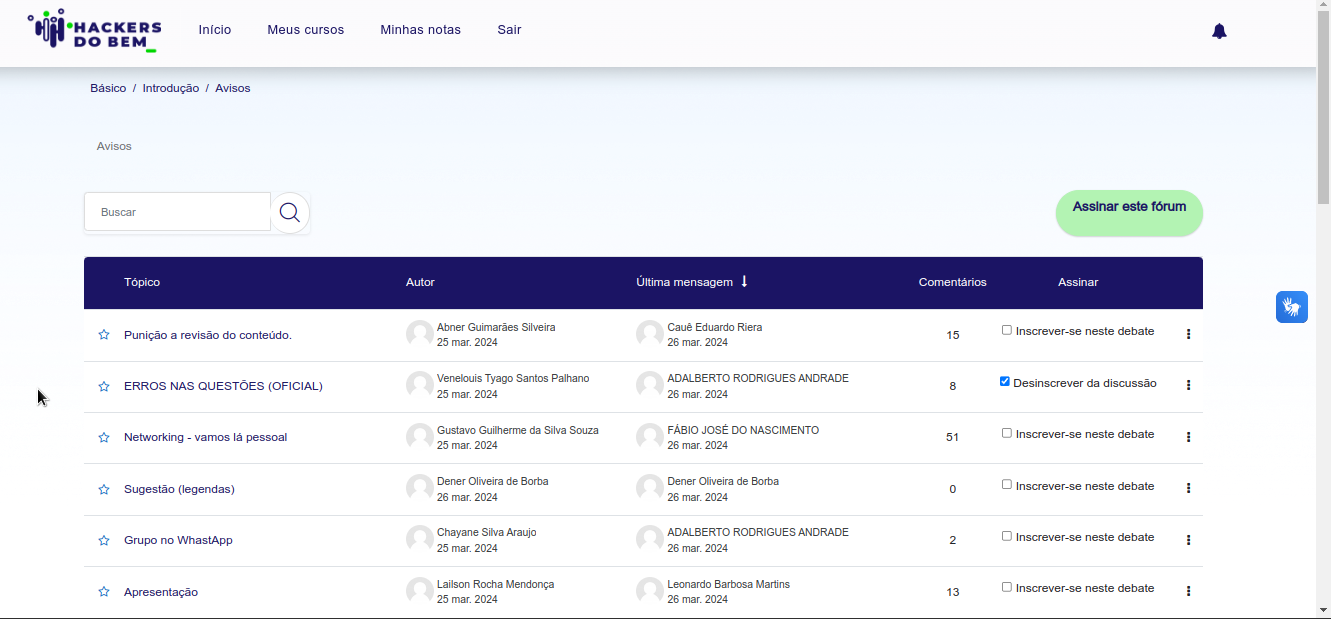 HACKERS
DO BEM_
Início Meus cursos Minhas notas Sair
Básico / Introdução / Avisos
Avisos
Buscar
Assinar este fórum
Tópico Autor Última mensagem Comentários Assinar
Punição a revisão do conteúdo. Abner Guimarães Silveira 25 mar. 2024 Cauê Eduardo Riera 26 mar. 2024 15 Inscrever-se neste debate
ERROS NAS QUESTÕES (OFICIAL) Venelouis Tyago Santos Palhano 25 mar. 2024 ADALBERTO RODRIGUES ANDRADE 26 mar. 2024 8 Desinscrever da discussão
Networking - vamos lá pessoal Gustavo Guilherme da Silva Souza 25 mar. 2024 FÁBIO JOSÉ DO NASCIMENTO 26 mar. 2024 51 Inscrever-se neste debate
Sugestão (legendas) Dener Oliveira de Borba 26 mar. 2024 Dener Oliveira de Borba 26 mar. 2024 0 Inscrever-se neste debate
Grupo no WhastApp Chayane Silva Araujo 25 mar. 2024 ADALBERTO RODRIGUES ANDRADE 26 mar. 2024 2 Inscrever-se neste debate
Apresentação Lailson Rocha Mendonça 25 mar. 2024 Leonardo Barbosa Martins 26 mar. 2024 13 Inscrever-se neste debate